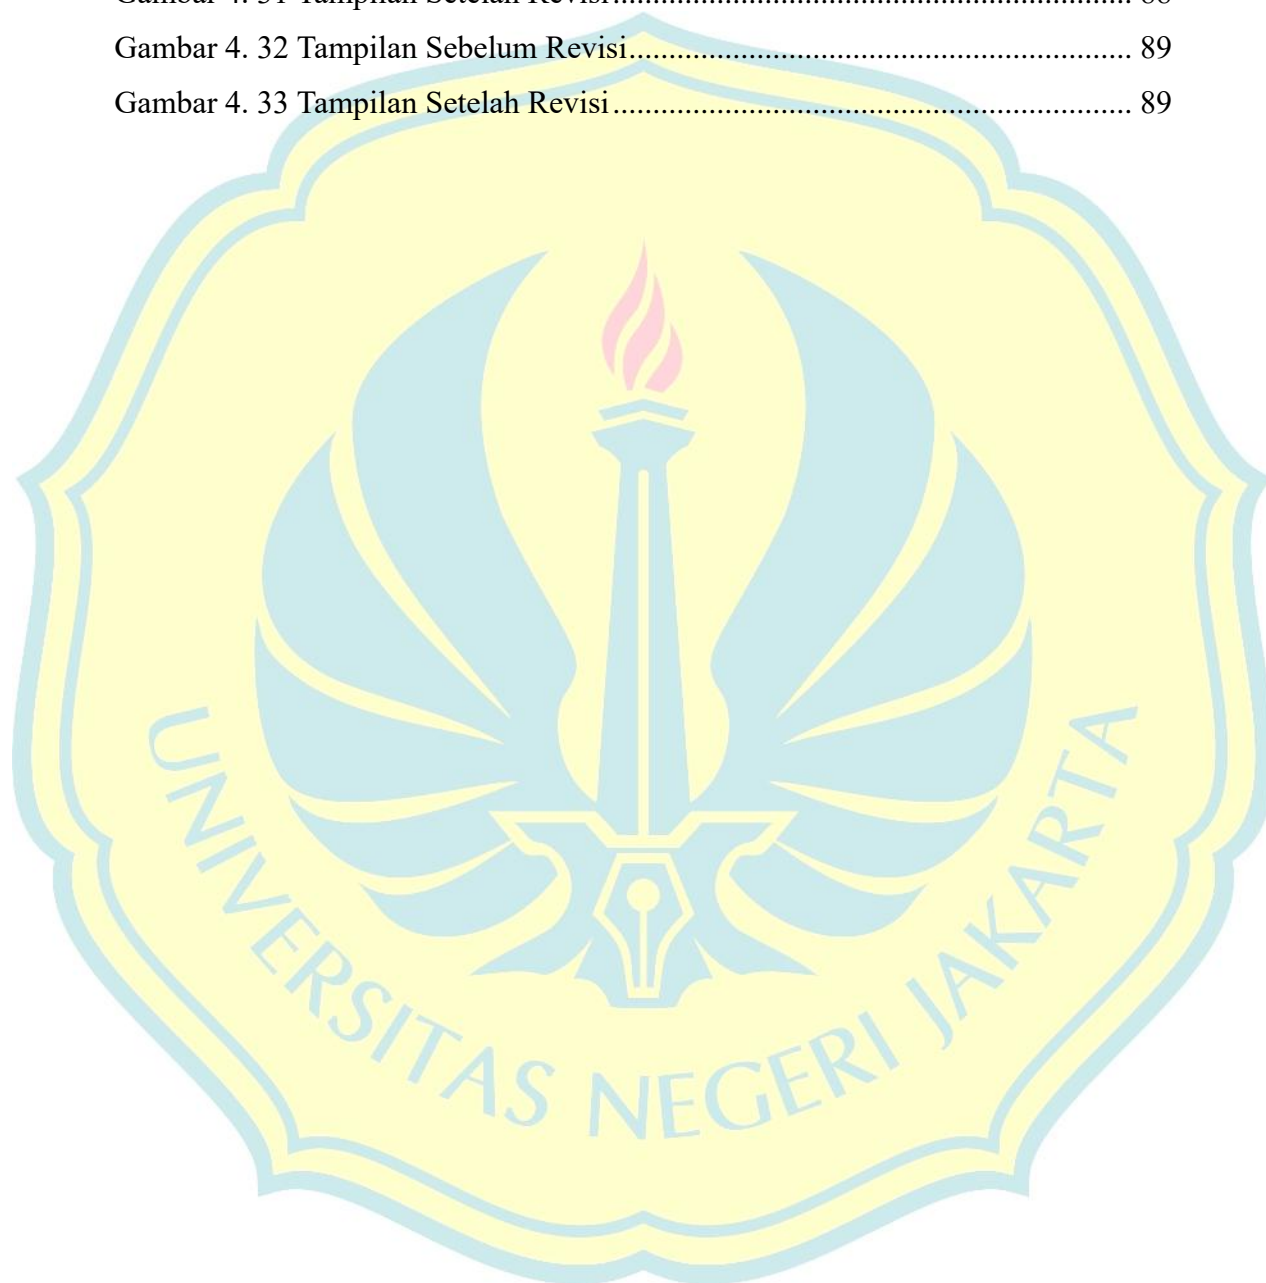 Gambar 4. 31 Tampilan Setelah Revisi............................................................... 88
Gambar 4. 32 Tampilan Sebelum Revisi............................................................. 89
Gambar 4. 33 Tampilan Setelah Revisi............................................................... 89
UNIVERSITAS NEGERI JAKARTA